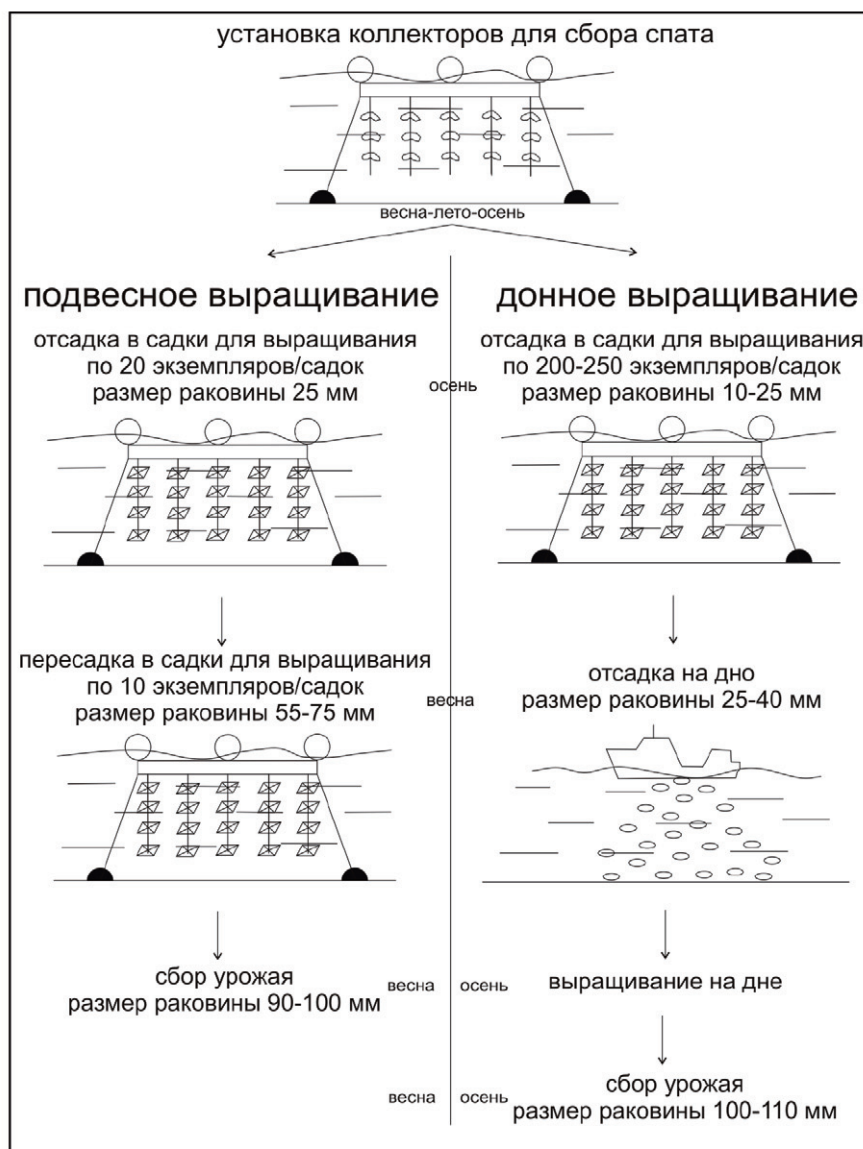 установка коллекторов для сбора спата
весна-лето-осень
подвесное выращивание
отсадка в садки для выращивания
по 20 экземпляров/садок
размер раковины 25 мм
донное выращивание
отсадка в садки для выращивания
по 200-250 экземпляров/садок
размер раковины 10-25 мм
осень
пересадка в садки для выращивания
по 10 экземпляров/садок
размер раковины 55-75 мм
весна
отсадка на дно
размер раковины 25-40 мм
сбор урожая
размер раковины 90-100 мм
весна
осень
выращивание на дне
весна
осень
сбор урожая
размер раковины 100-110 мм